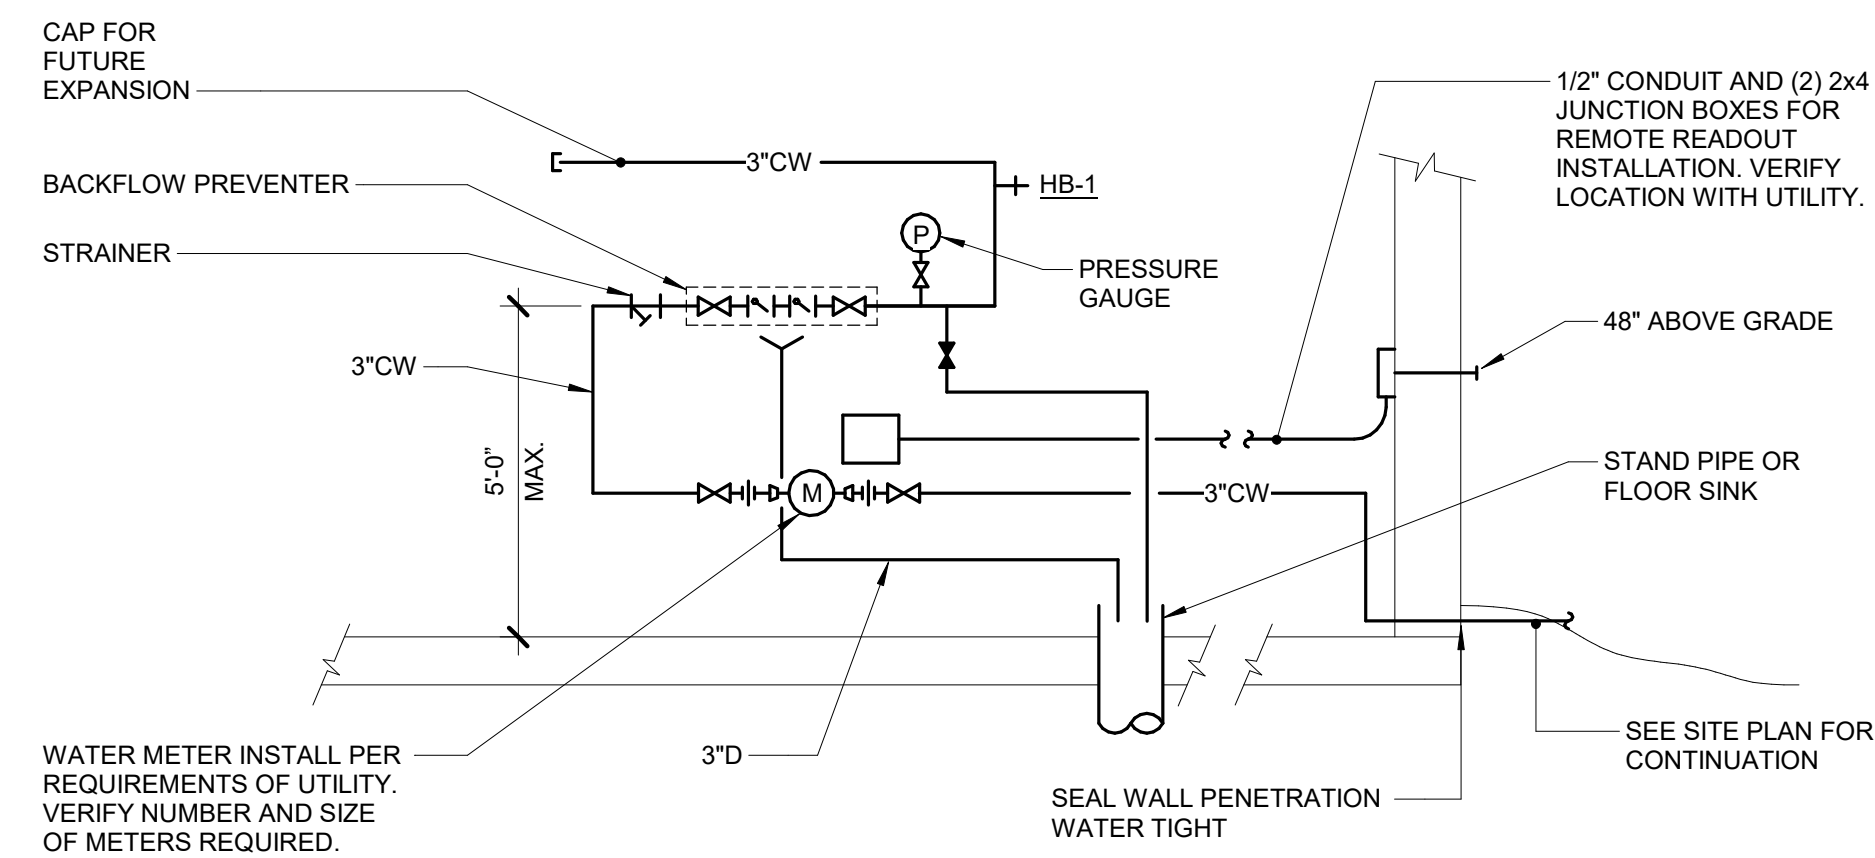 CAP FOR
FUTURE
EXPANSION
3"CW
HB-1
1/2" CONDUIT AND (2) 2x4
JUNCTION BOXES FOR
REMOTE READOUT
INSTALLATION. VERIFY
LOCATION WITH UTILITY.
BACKFLOW PREVENTER
STRAINER
P
PRESSURE
GAUGE
48" ABOVE GRADE
3"CW
5'-0"
MAX.
M
3"CW
STAND PIPE OR
FLOOR SINK
WATER METER INSTALL PER
REQUIREMENTS OF UTILITY.
VERIFY NUMBER AND SIZE
OF METERS REQUIRED.
3"D
SEAL WALL PENETRATION
WATER TIGHT
SEE SITE PLAN FOR
CONTINUATION